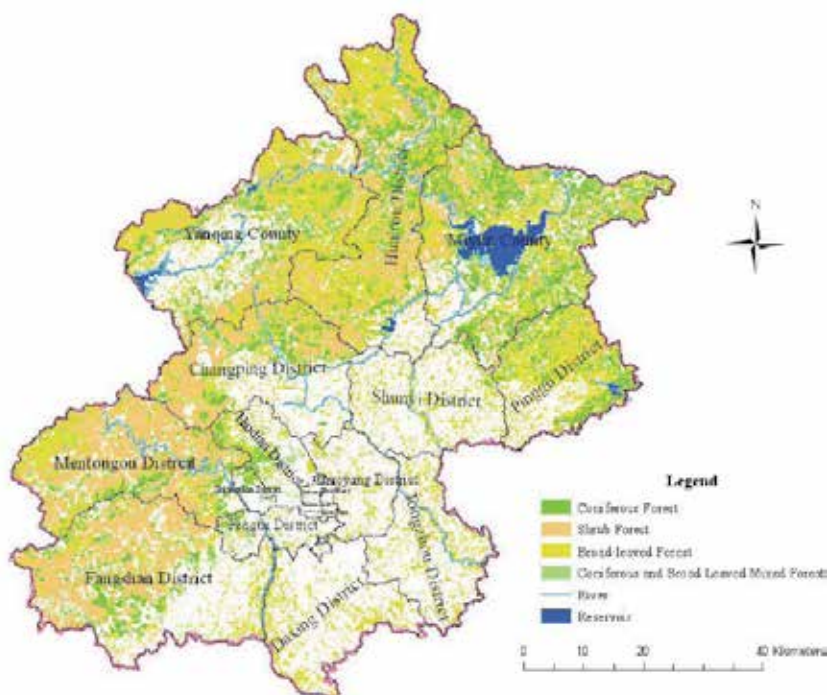 N
Yanqing County
Huairou District
Miyun County
Changping District
Shunyi District
Pinggu District
Haidian District
Mentongou District
Chaoyang District
Fengtai District
Tongzhou District
Fangshan District
Daxing District
Legend
Coniferous Forest
Shrub Forest
Broad-leaved Forest
Coniferous and Broad Leaved Mixed Forests
River
Reservoir
0 10 20 40 Kilometers